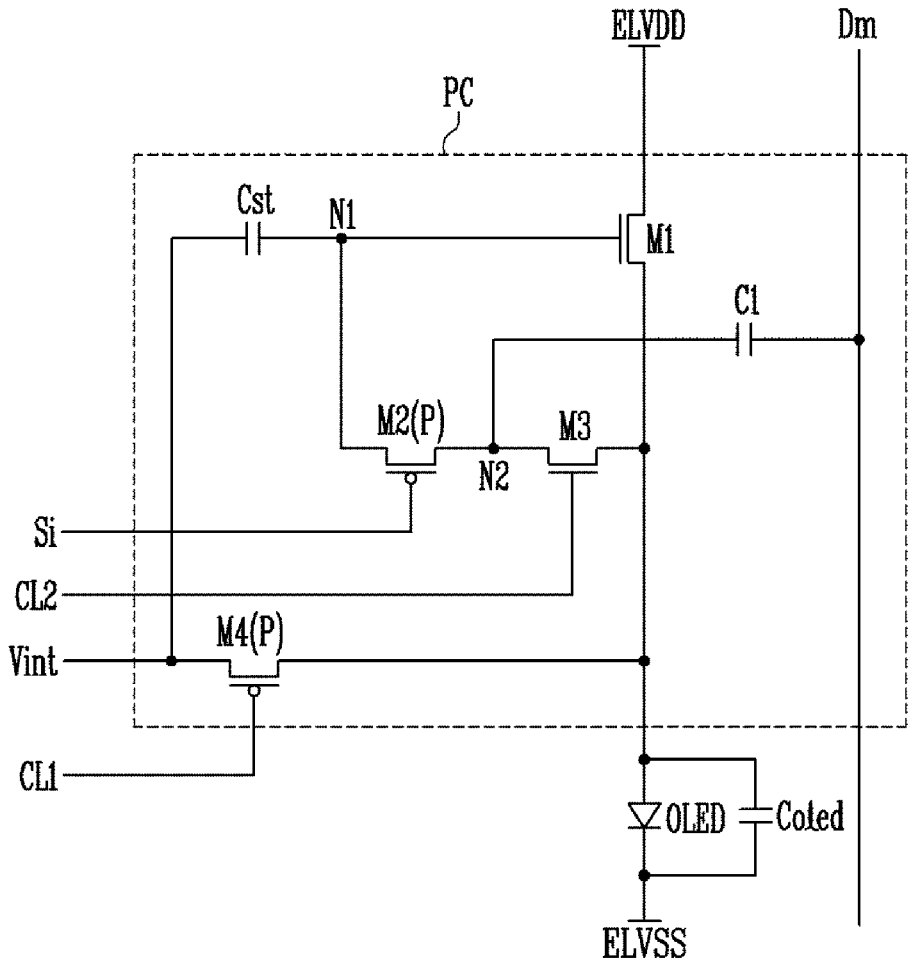 ELVDD
Dm
PC
Cst
N1
M1
C1
M2(P)
M3
N2
Si
CL2
M4(P)
Vint
CL1
OLED
Coled
ELVSS